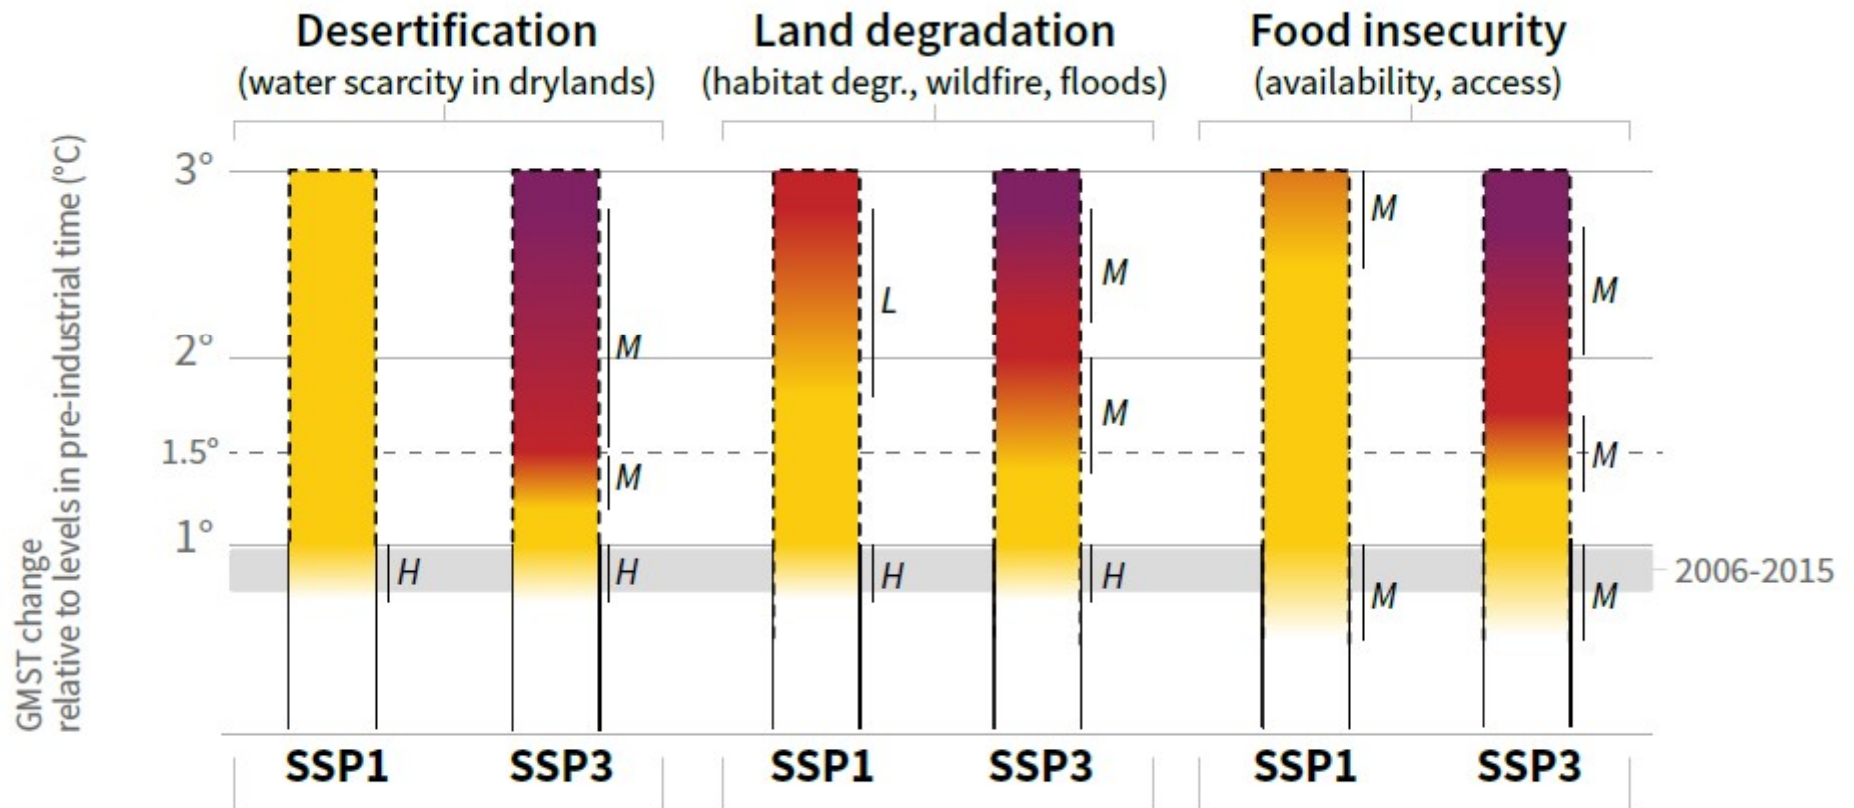 Desertification
(water scarcity in drylands)
Land degradation
(habitat degr., wildfire, floods)
Food insecurity
(availability, access)
GMST change
relative to levels in pre-industrial time (°C)
3°
2°
1.5°
1°
M
M
H
H
L
H
M
M
H
M
M
M
M
M
2006-2015
SSP1
SSP3
SSP1
SSP3
SSP1
SSP3